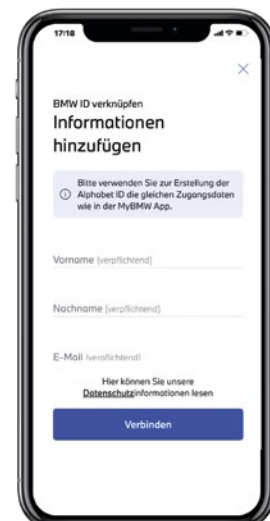 17:18
BMW ID verknüpfen
Informationen
hinzufügen
Bitte verwenden Sie zur Erstellung der
Alphabet ID die gleichen Zugangsdaten
wie in der MyBMW App.
Vorname (verpflichtend)
Nachname (verpflichtend)
E-Mail (verpflichtend)
Hier können Sie unsere
Datenschutzinformationen lesen
Verbinden